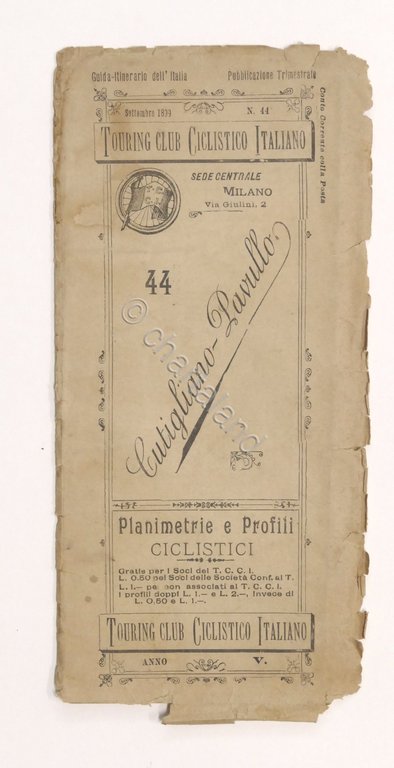 Guida-Itinerario dell' Italia Pubblicazione Trimestrale
Settembre 1899 N. 44
TOURING CLUB CICLISTICO ITALIANO
Conto Corrente colla Posta
SEDE CENTRALE
MILANO
Via Giulini, 2
44
Cutigliano-Pavullo.
© chartaland
Planimetrie e Profili
CICLISTICI
Gratis per i Soci del T. C. C. I.
L. 0.50 pei Soci delle Società Conf. al T.
L. 1.— pei non associati al T. C. C. I.
I profili doppi L. 1.— e L. 2.—, invece di
L. 0.50 e L. 1.—.
TOURING CLUB CICLISTICO ITALIANO
ANNO V.